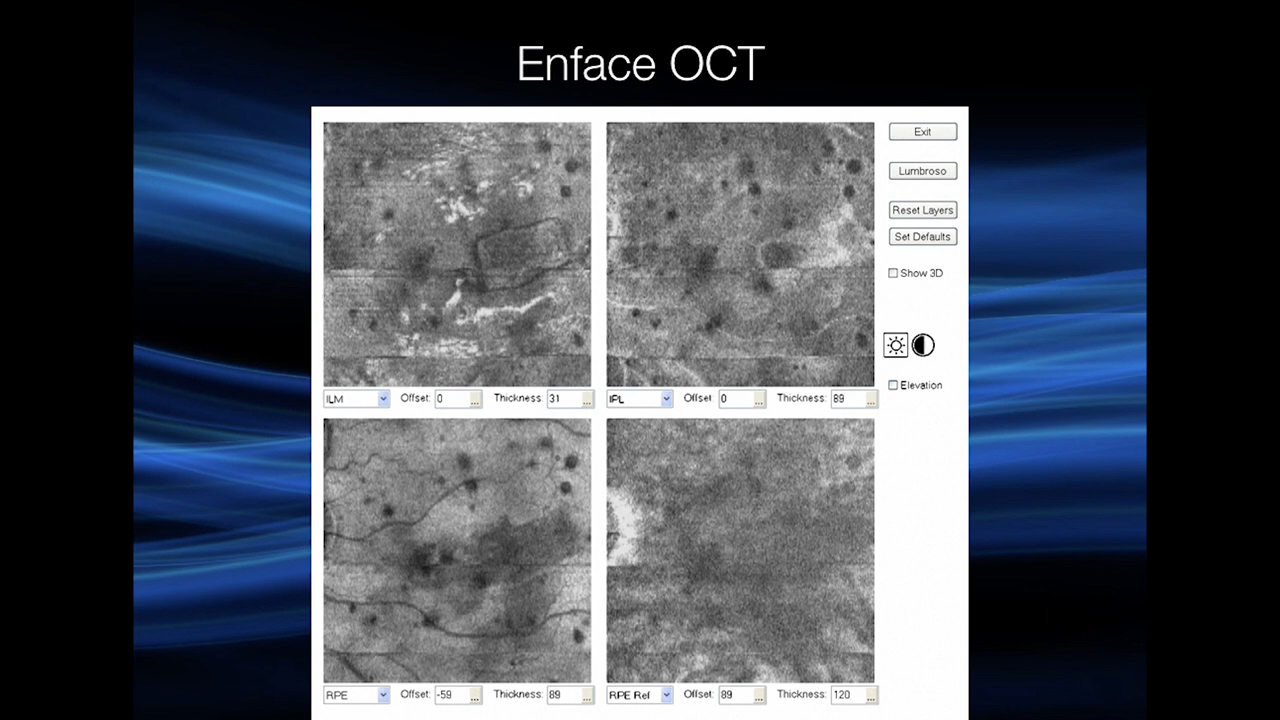 Enface OCT
Exit
Lumbroso
Reset Layers
Set Defaults
Show 3D
Elevation
ILM Offset: 0 ... Thickness: 31 ...
IPL Offset: 0 ... Thickness: 89 ...
RPE Offset: -59 ... Thickness: 89 ...
RPE Ref Offset: 89 ... Thickness: 120 ...